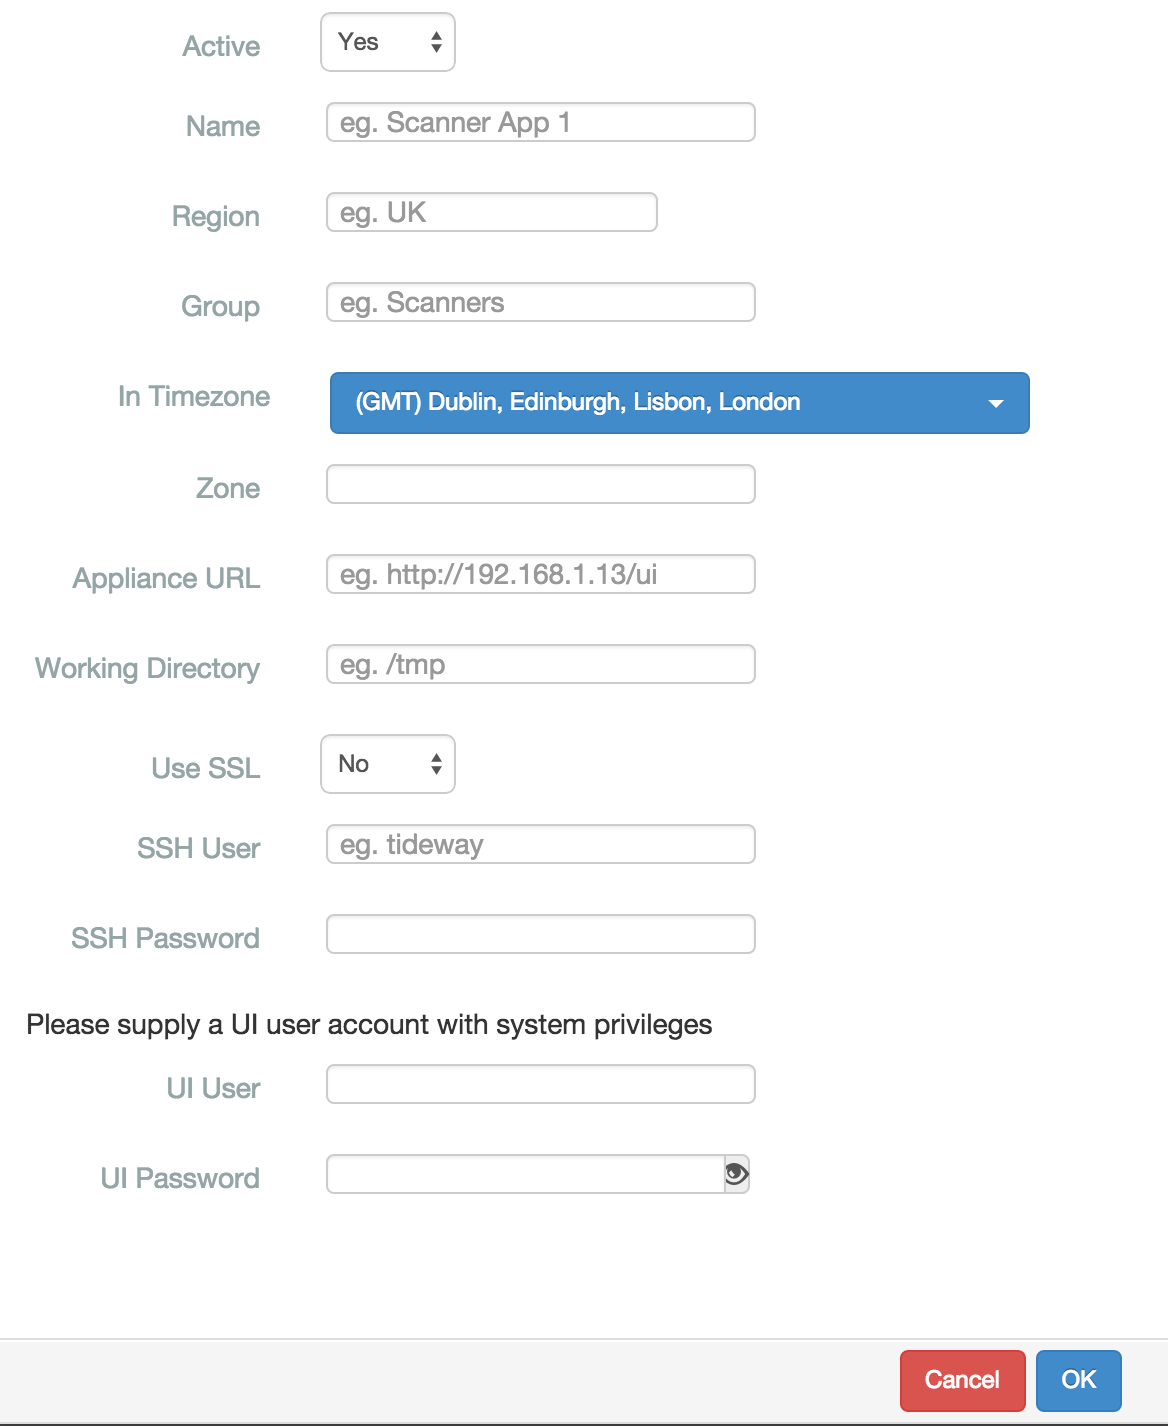 Active Yes
Name eg. Scanner App 1
Region eg. UK
Group eg. Scanners
In Timezone (GMT) Dublin, Edinburgh, Lisbon, London
Zone
Appliance URL eg. http://192.168.1.13/ui
Working Directory eg. /tmp
Use SSL No
SSH User eg. tideway
SSH Password
Please supply a UI user account with system privileges
UI User
UI Password
Cancel OK